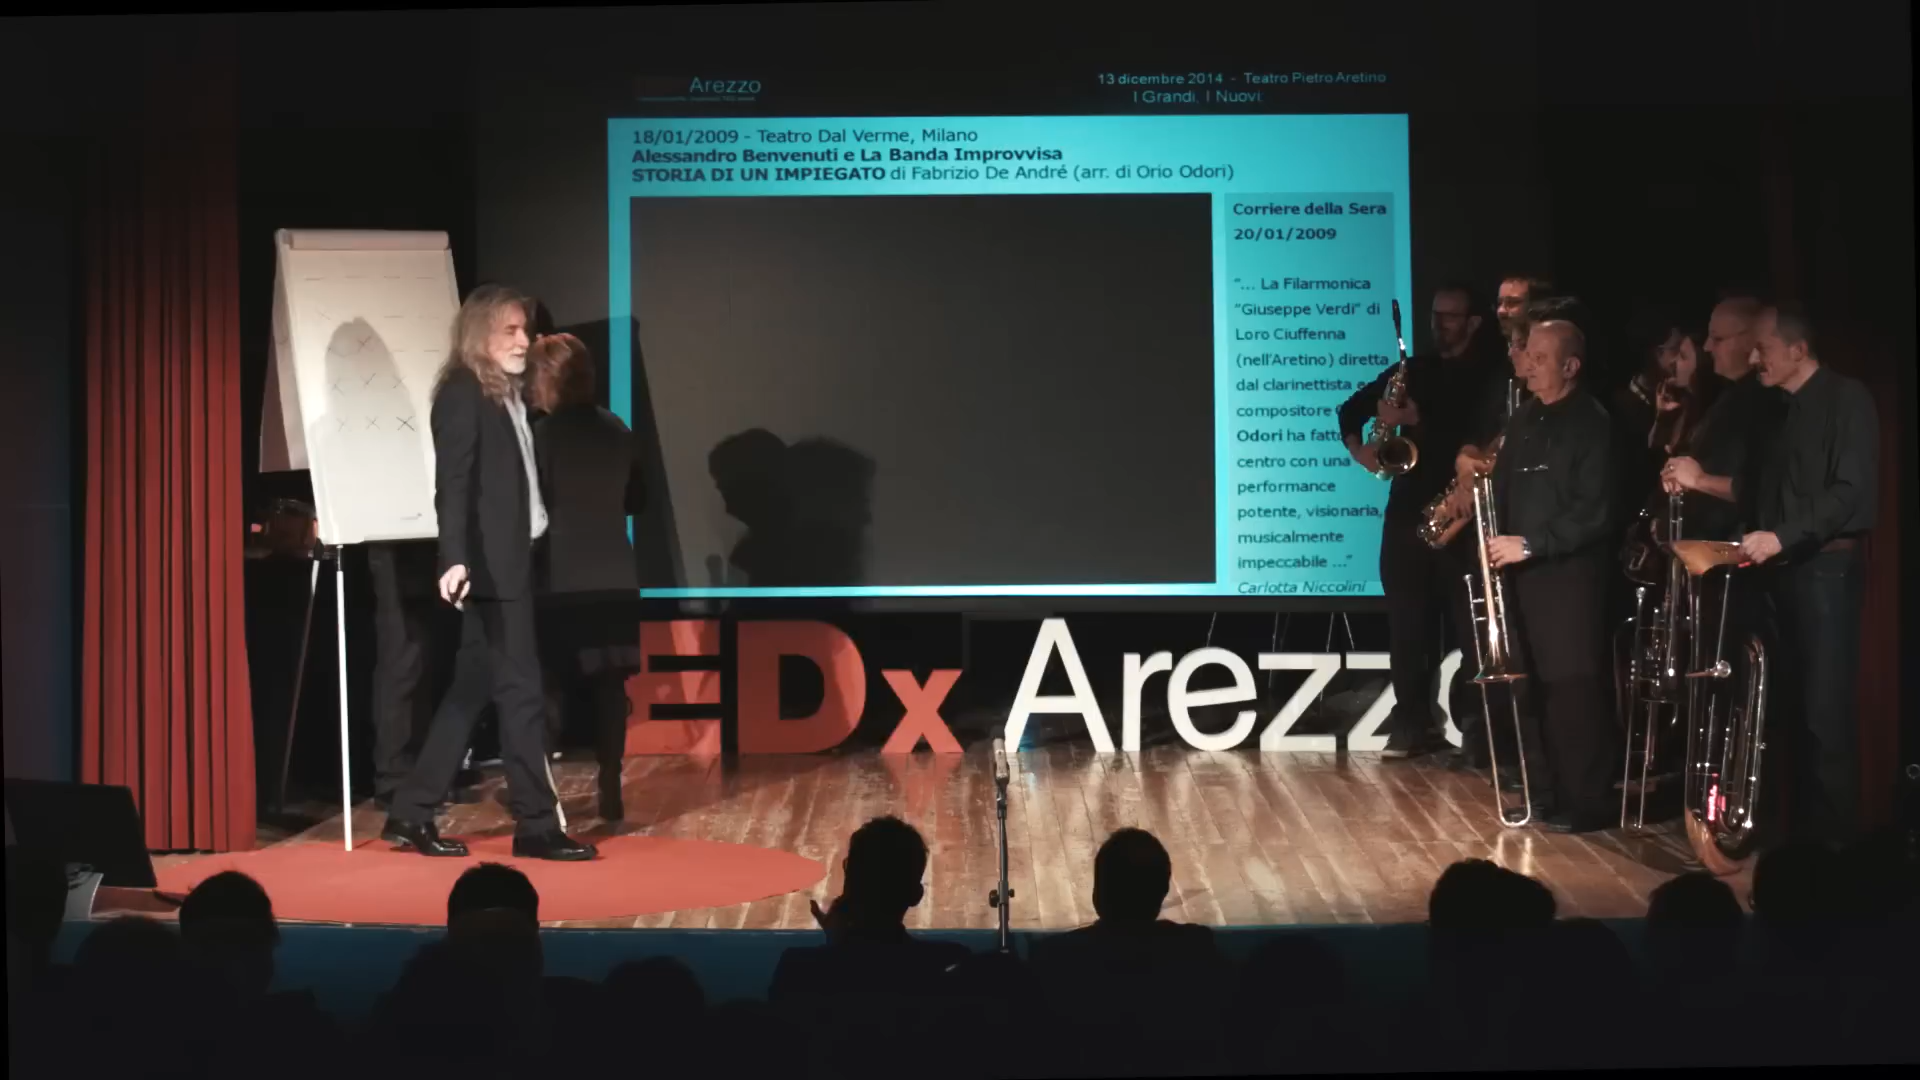 Arezzo
13 dicembre 2014 - Teatro Pietro Aretino
I Grandi. I Nuovi.
18/01/2009 - Teatro Dal Verme, Milano
Alessandro Benvenuti e La Banda Improvvisa
STORIA DI UN IMPIEGATO di Fabrizio De André (arr. di Orio Odori)
Corriere della Sera
20/01/2009
"... La Filarmonica
"Giuseppe Verdi" di
Loro Ciuffenna
(nell'Aretino) diretta
dal clarinettista e
compositore
Odori ha fatto
centro con una
performance
potente, visionaria,
musicalmente
impeccabile ..."
Carlotta Niccolini
EDx Arezzo